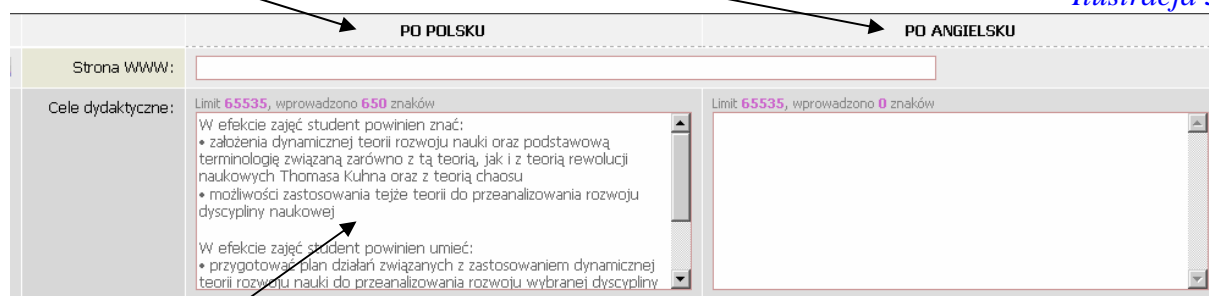 Ilustracja
PO POLSKU PO ANGIELSKU
Strona WWW:
Cele dydaktyczne: Limit 65535, wprowadzono 650 znaków Limit 65535, wprowadzono 0 znaków
W efekcie zajęć student powinien znać:
• założenia dynamicznej teorii rozwoju nauki oraz podstawową
terminologię związaną zarówno z tą teorią, jak i z teorią rewolucji
naukowych Thomasa Kuhna oraz z teorią chaosu
• możliwości zastosowania tejże teorii do przeanalizowania rozwoju
dyscypliny naukowej
W efekcie zajęć student powinien umieć:
• przygotować plan działań związanych z zastosowaniem dynamicznej
teorii rozwoju nauki do przeanalizowania rozwoju wybranej dyscypliny